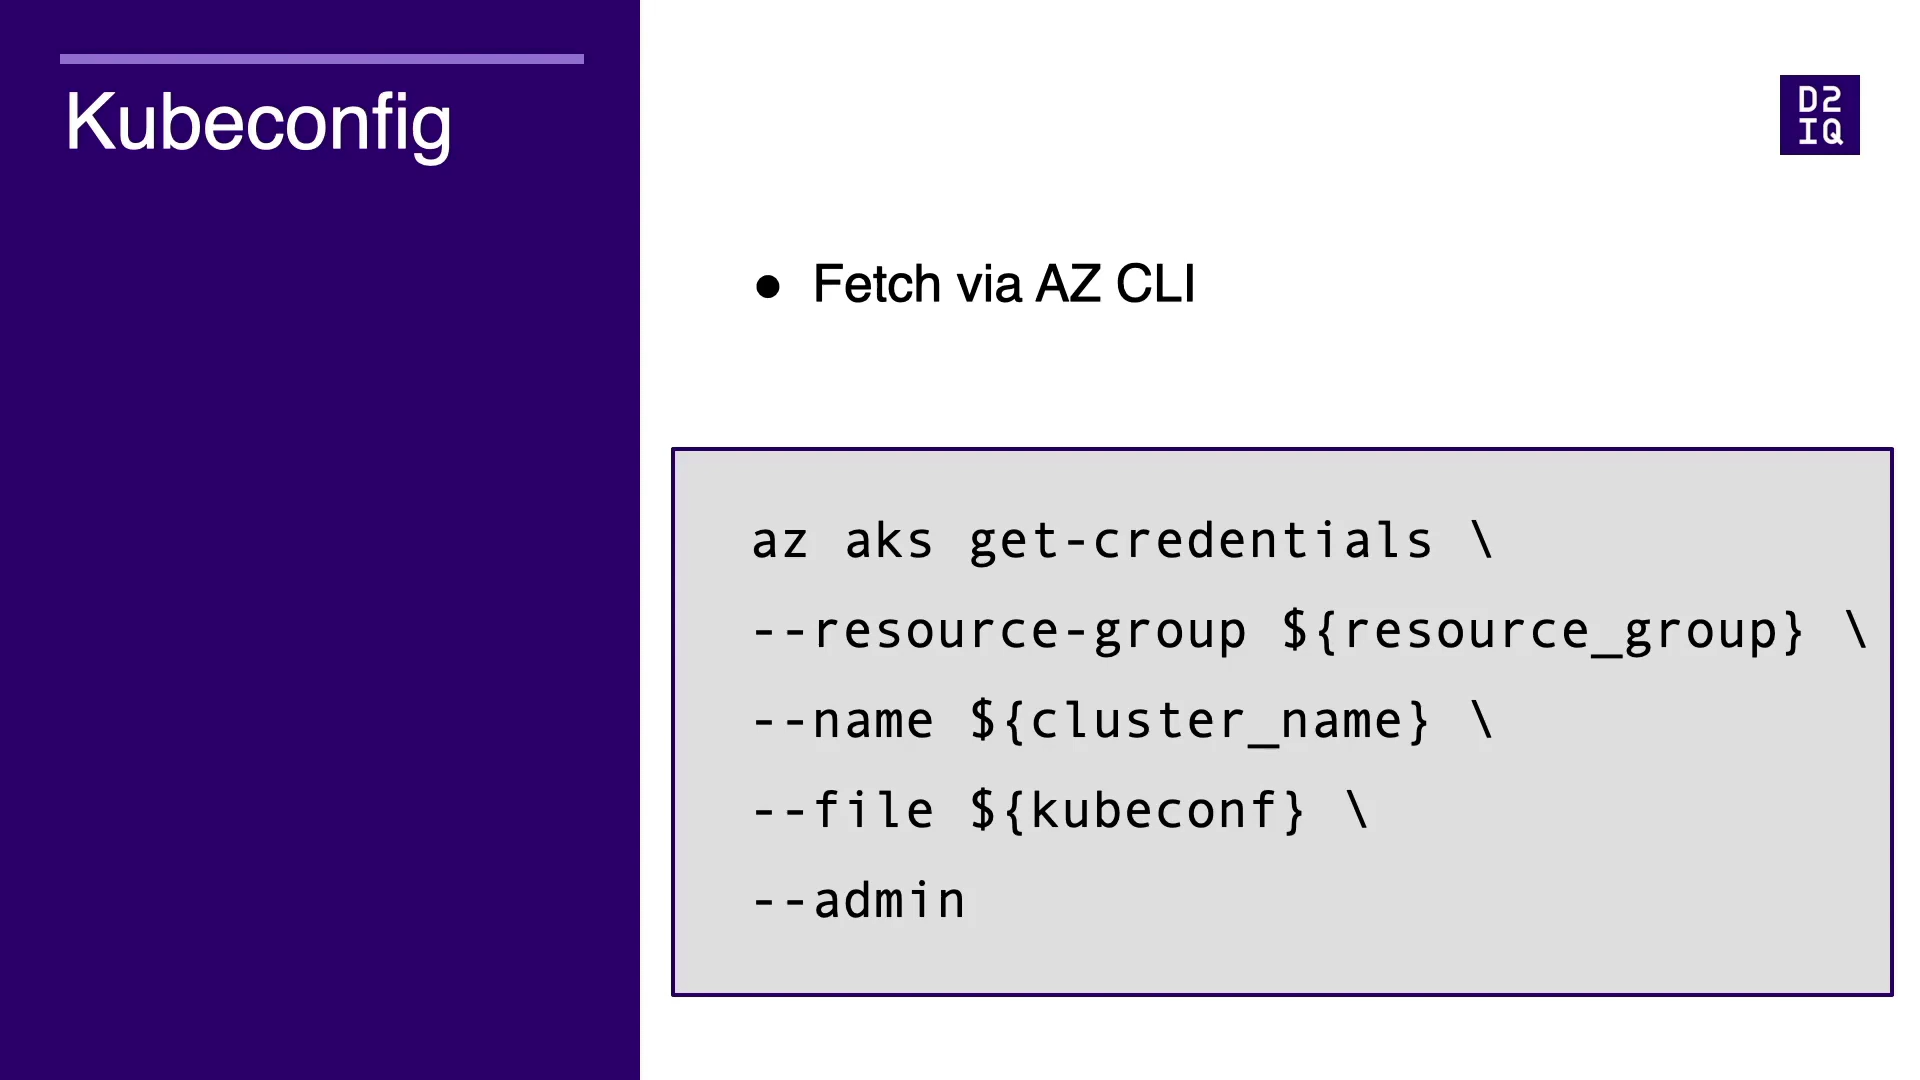 Kubeconfig
D2
IQ
● Fetch via AZ CLI
az aks get-credentials \
--resource-group ${resource_group} \
--name ${cluster_name} \
--file ${kubeconf} \
--admin